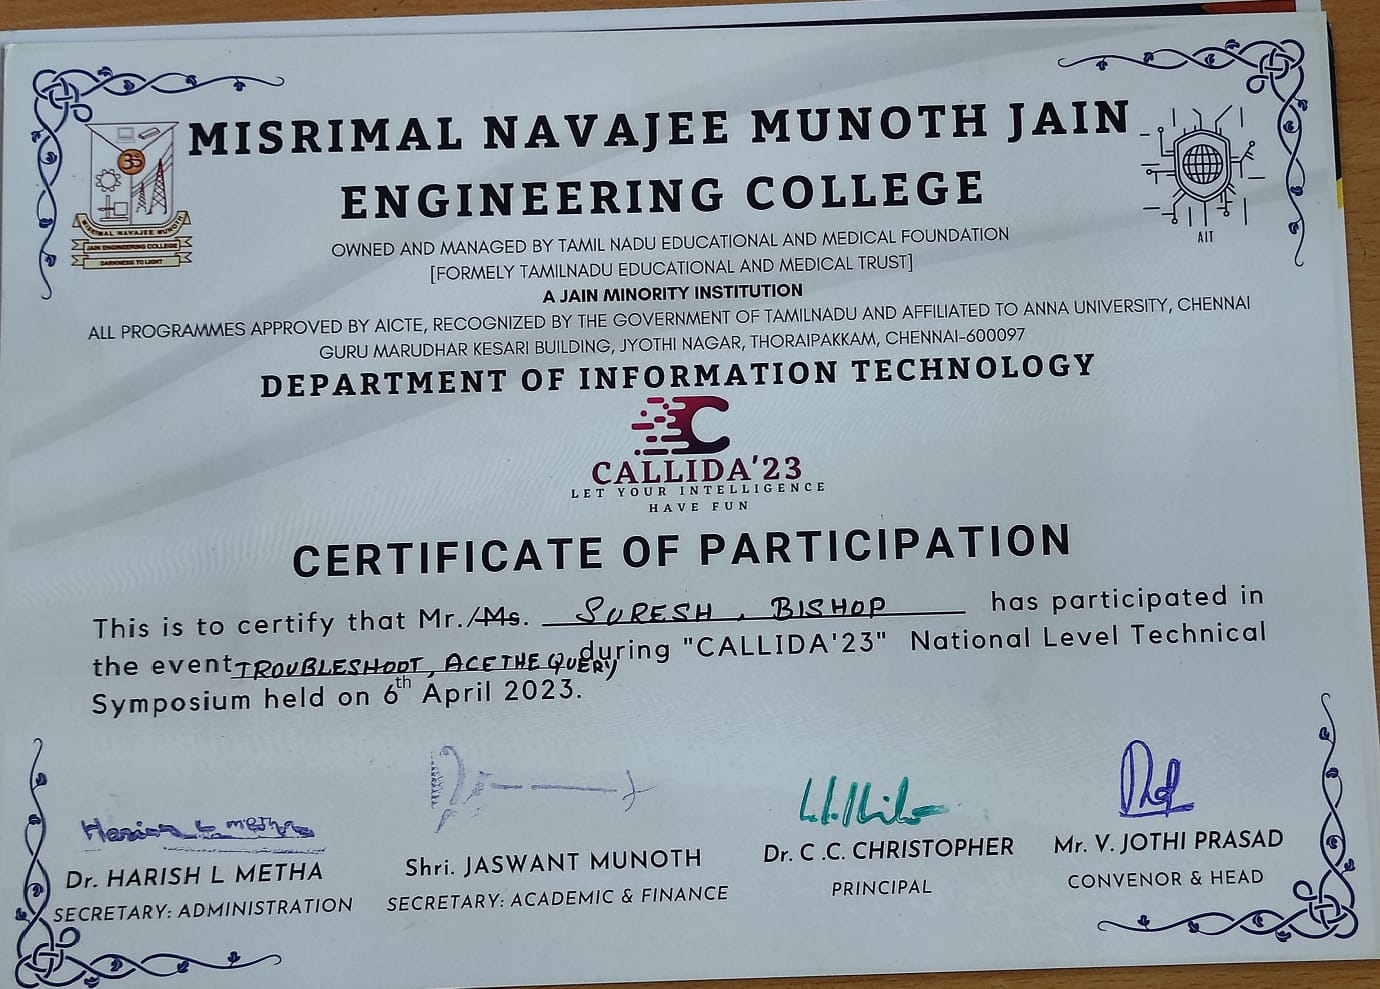 MISRIMAL NAVAJEE MUNOTH JAIN
ENGINEERING COLLEGE
35
MISRIMAL NAVAJEE MUNOTH
JAIN ENGINEERING COLLEGE
DARKNESS TO LIGHT
AIT
OWNED AND MANAGED BY TAMIL NADU EDUCATIONAL AND MEDICAL FOUNDATION
[FORMELY TAMILNADU EDUCATIONAL AND MEDICAL TRUST]
A JAIN MINORITY INSTITUTION
ALL PROGRAMMES APPROVED BY AICTE, RECOGNIZED BY THE GOVERNMENT OF TAMILNADU AND AFFILIATED TO ANNA UNIVERSITY, CHENNAI
GURU MARUDHAR KESARI BUILDING, JYOTHI NAGAR, THORAIPAKKAM, CHENNAI-600097
DEPARTMENT OF INFORMATION TECHNOLOGY
C
CALLIDA'23
LET YOUR INTELLIGENCE
HAVE FUN
CERTIFICATE OF PARTICIPATION
This is to certify that Mr./Ms. SURESH . BISHOP has participated in
the event TROUBLESHOOT, ACE THE QUERY during "CALLIDA'23" National Level Technical
Symposium held on 6th April 2023.
Harish L Metha
Dr. HARISH L METHA
SECRETARY: ADMINISTRATION
Shri. JASWANT MUNOTH
SECRETARY: ACADEMIC & FINANCE
Dr. C .C. CHRISTOPHER
PRINCIPAL
Mr. V. JOTHI PRASAD
CONVENOR & HEAD